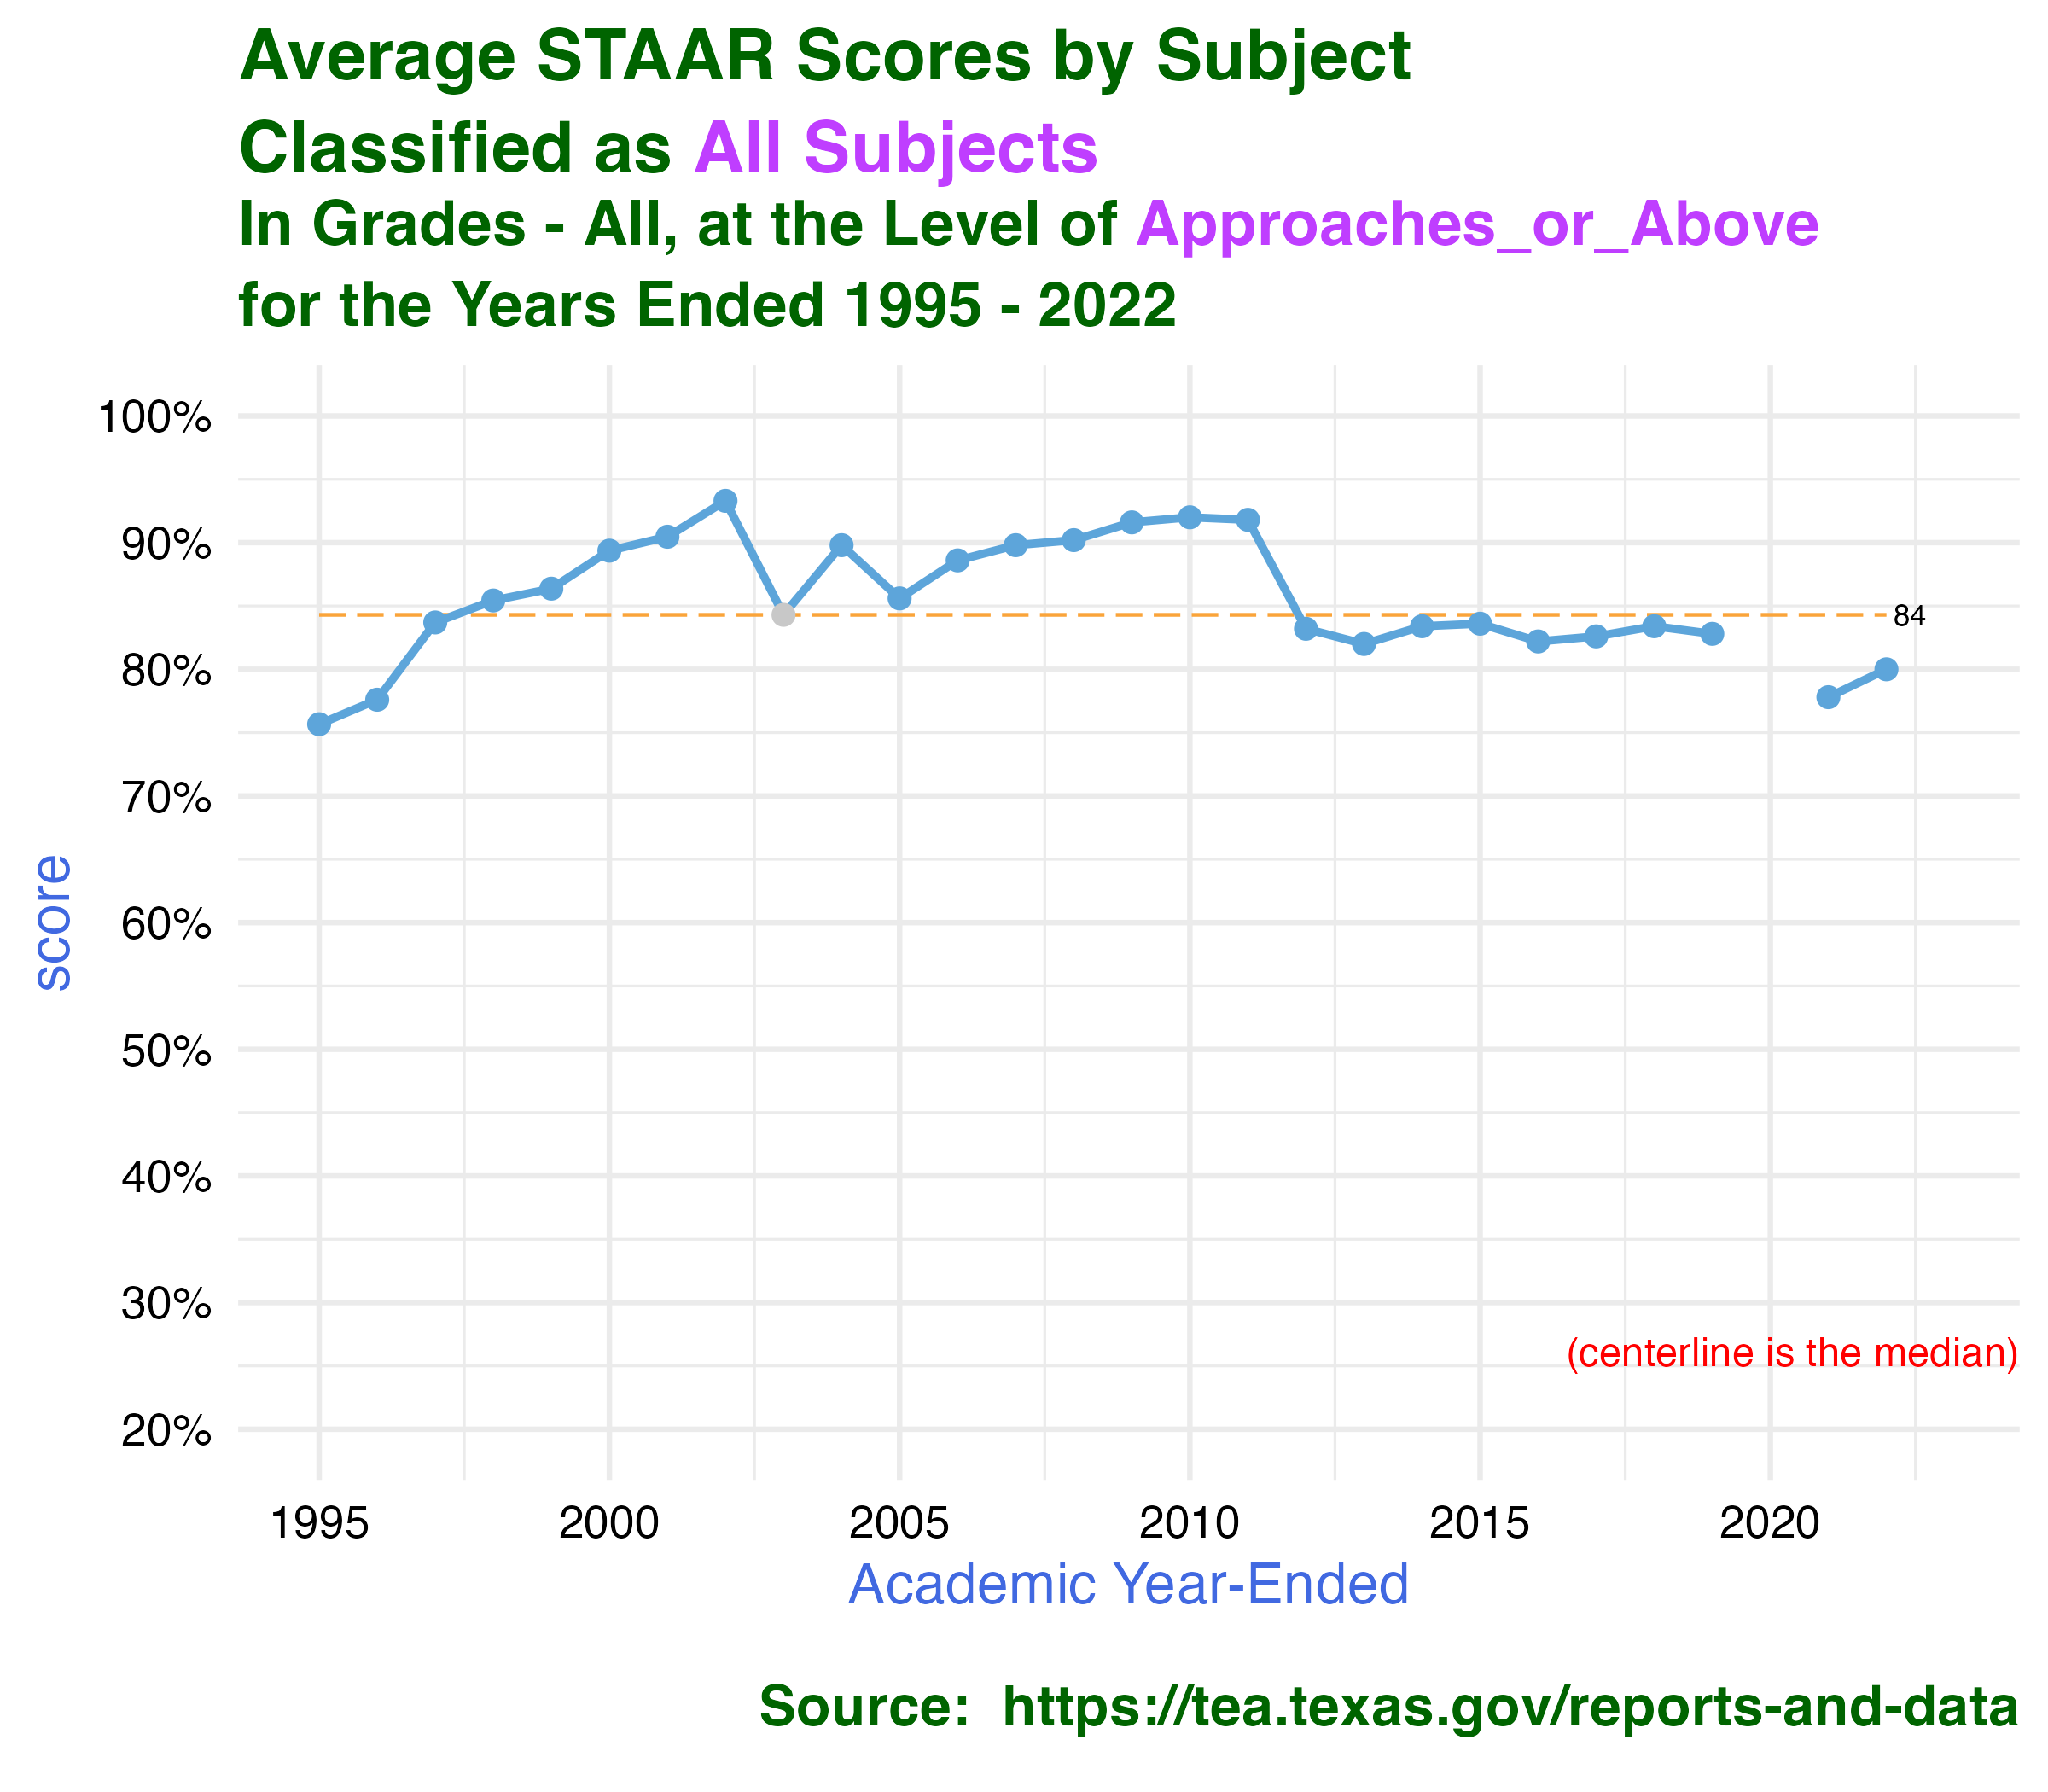 Average STAAR Scores by Subject
Classified as All Subjects
In Grades - All, at the Level of Approaches_or_Above
for the Years Ended 1995 - 2022
100%
90%
84
80%
70%
score
60%
50%
40%
30%
(centerline is the median)
20%
1995 2000 2005 2010 2015 2020
Academic Year-Ended
Source:  https://tea.texas.gov/reports-and-data